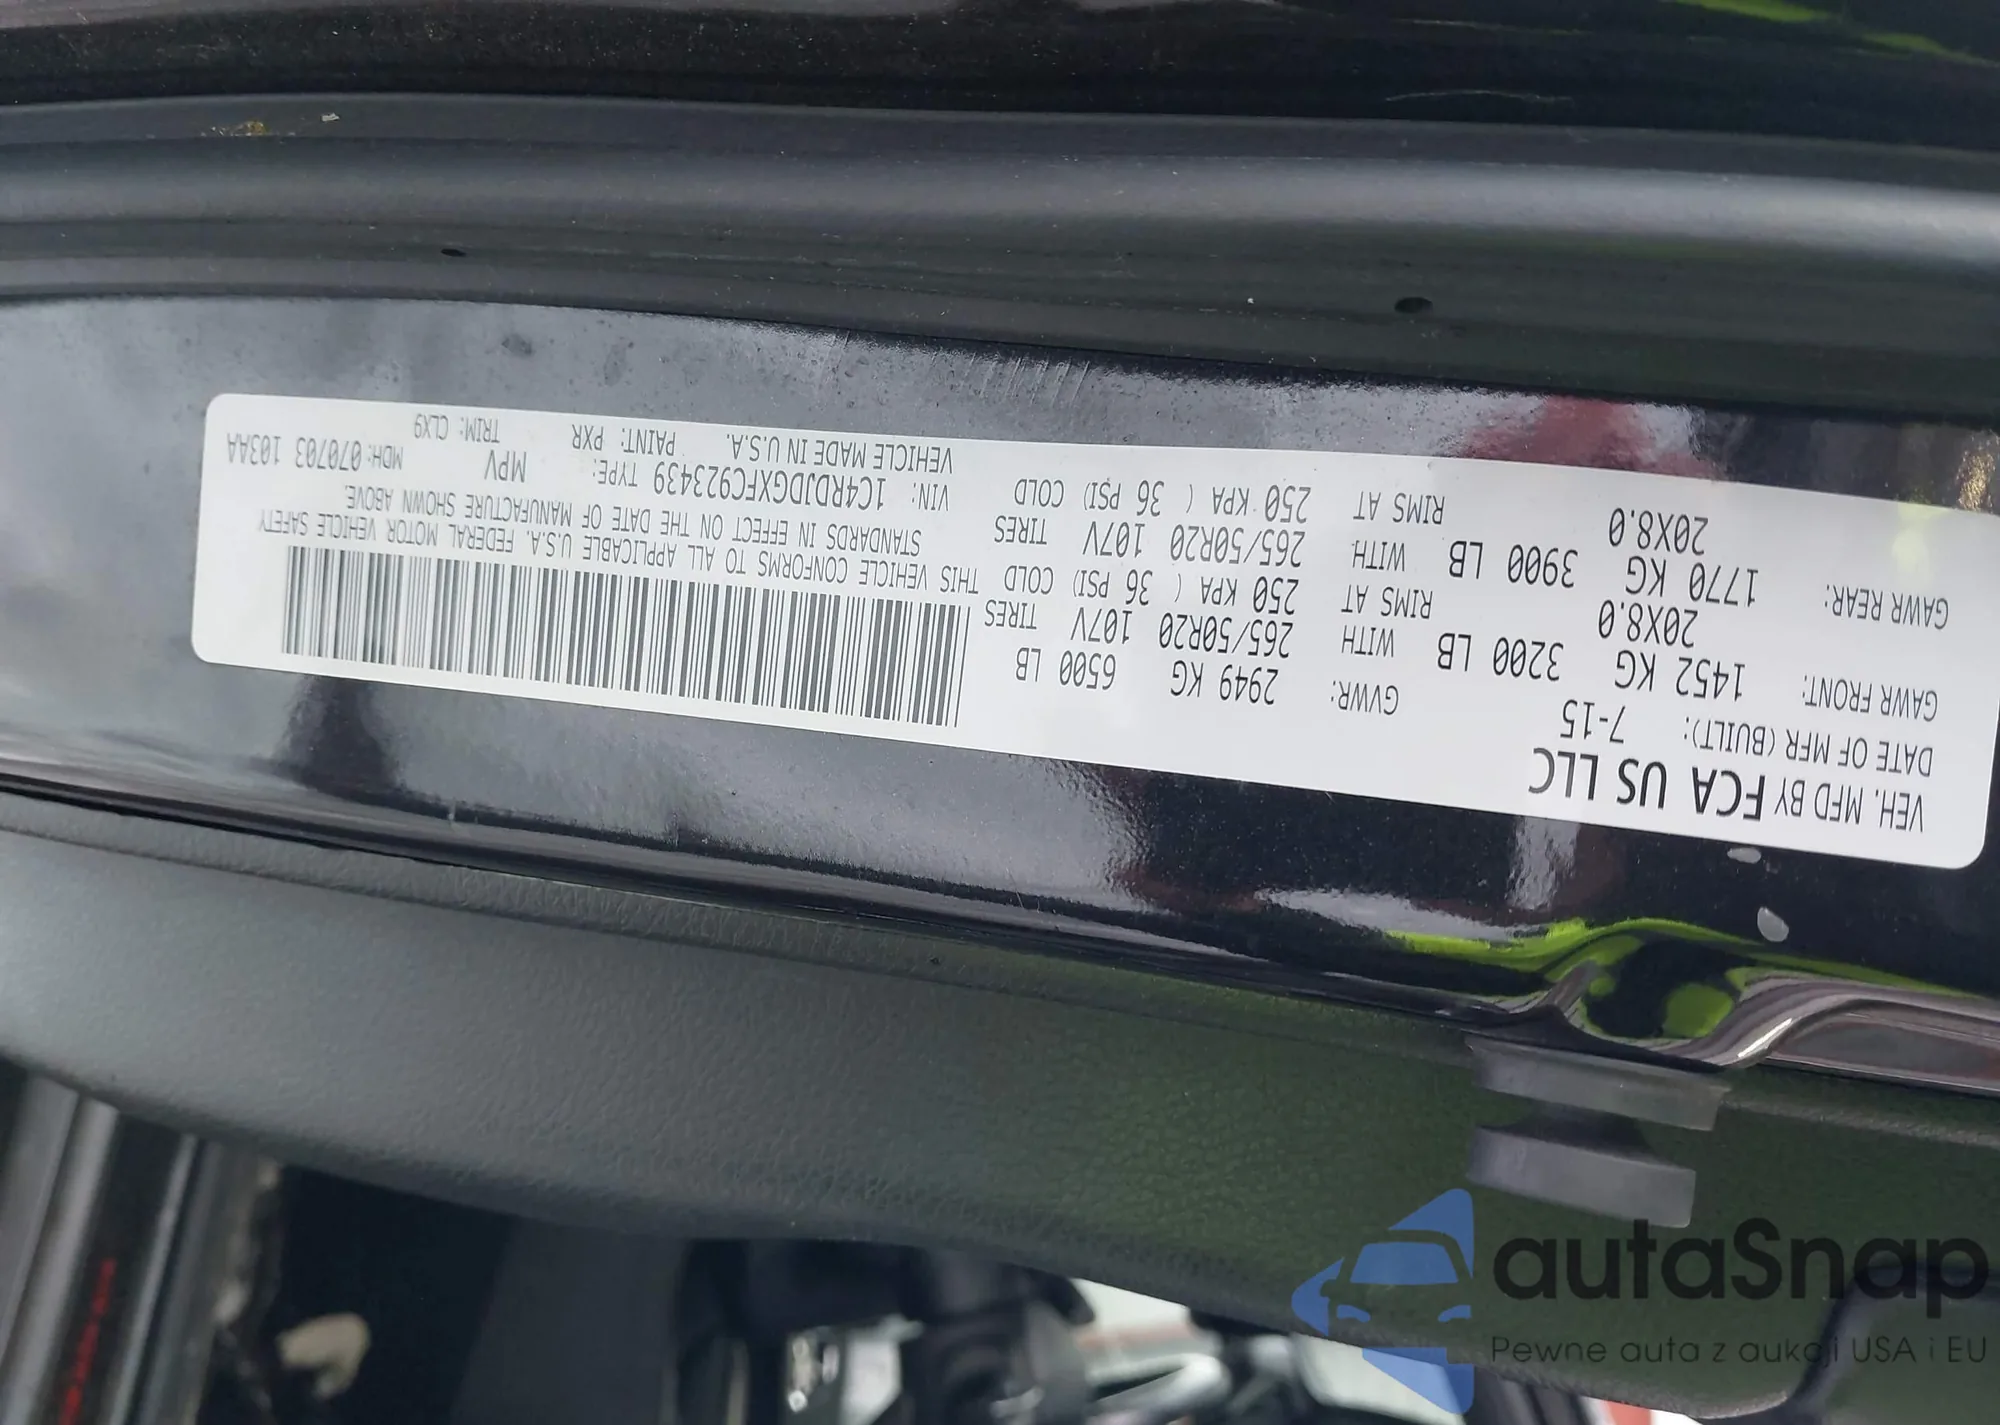 VEH. MFD BY FCA US LLC
DATE OF MFR (BUILT): 7-15
GAWR FRONT: 1452 KG 3200 LB
20X8.0 RIMS AT
GAWR REAR: 1770 KG 3900 LB
20X8.0 RIMS AT
GVWR: 2949 KG 6500 LB
WITH 265/50R20 107V TIRES
250 KPA ( 36 PSI) COLD
WITH 265/50R20 107V TIRES
250 KPA ( 36 PSI) COLD
THIS VEHICLE CONFORMS TO ALL APPLICABLE U.S.A. FEDERAL MOTOR VEHICLE SAFETY
STANDARDS IN EFFECT ON THE DATE OF MANUFACTURE SHOWN ABOVE.
VIN: 1C4RDJDGXFC923439 TYPE: MPV MDH: 070703 103AA
VEHICLE MADE IN U.S.A. PAINT: PXR TRIM: CLX9
autaSnap
Pewne auta z aukcji USA i EU